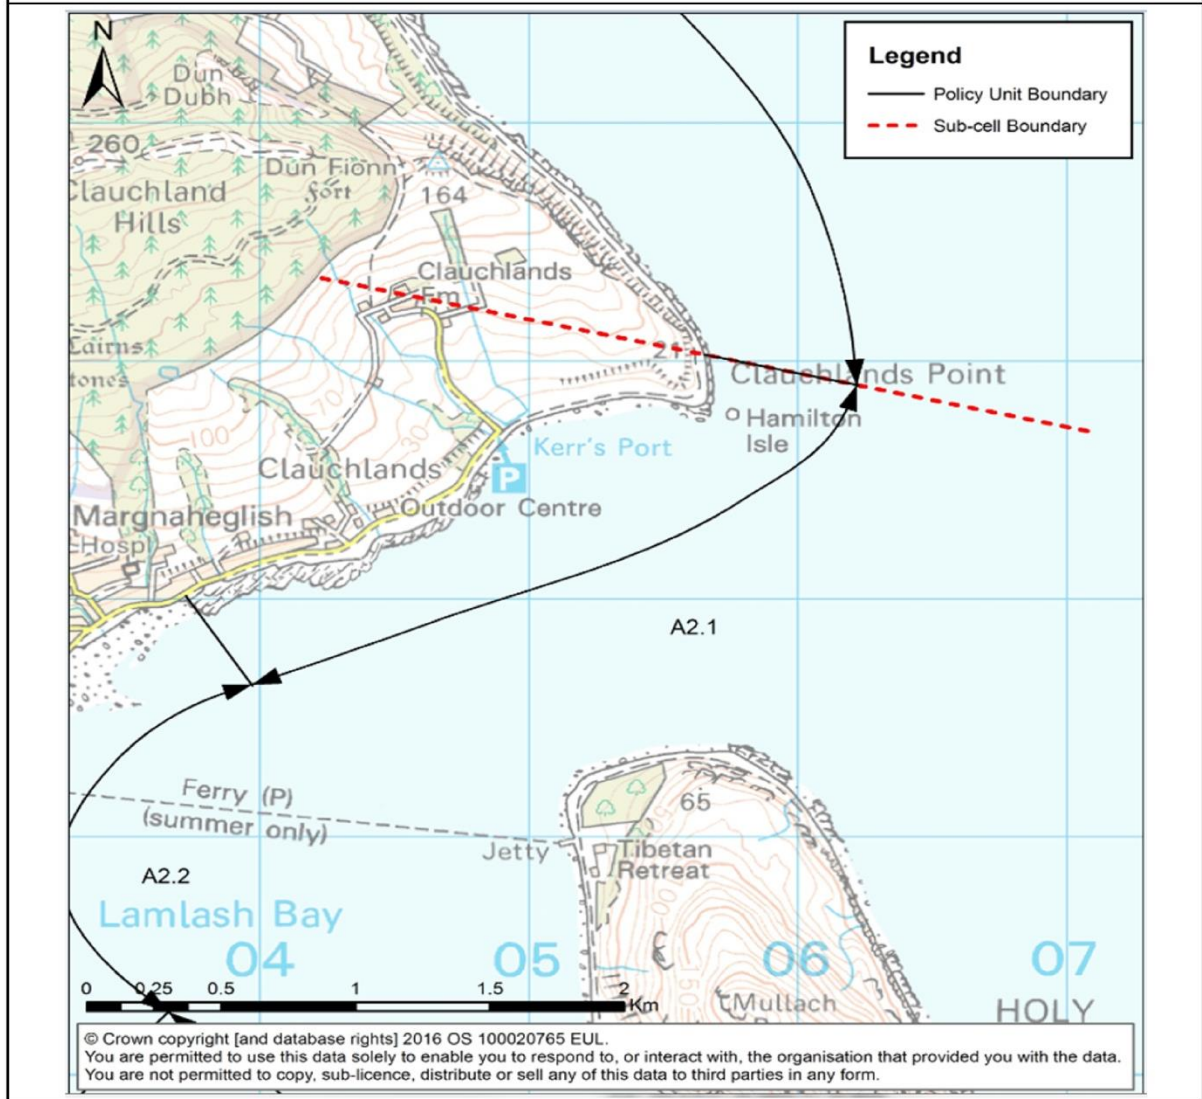 N
Legend
Policy Unit Boundary
Sub-cell Boundary
Dun
Dubh
260
Dun Fionn
fort
164
Clauchland
Hills
Clauchlands
Fm
Cairns
tones
21
Clauchlands Point
Hamilton
Isle
70
100
30
Kerr's Port
P
Clauchlands
Outdoor Centre
Margnaheglish
Hospl
A2.1
Ferry (P)
(summer only)
65
Jetty
Tibetan
Retreat
A2.2
Lamlash Bay
04
05
06
07
0
0.25
0.5
1
1.5
2
Km
150
Mullach
HOLY
© Crown copyright [and database rights] 2016 OS 100020765 EUL.
You are permitted to use this data solely to enable you to respond to, or interact with, the organisation that provided you with the data.
You are not permitted to copy, sub-licence, distribute or sell any of this data to third parties in any form.